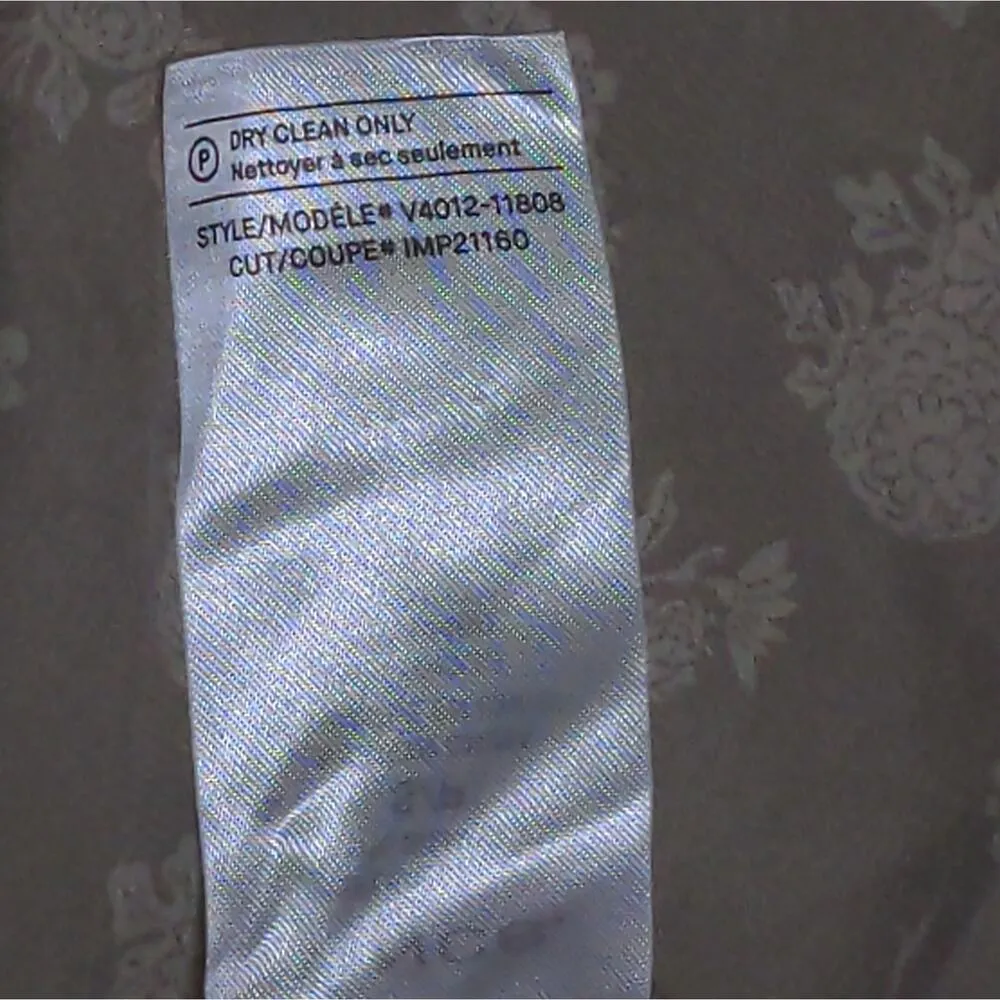 Ⓟ DRY CLEAN ONLY
Nettoyer à sec seulement
STYLE/MODÈLE# V4012-11808
CUT/COUPE# IMP21160